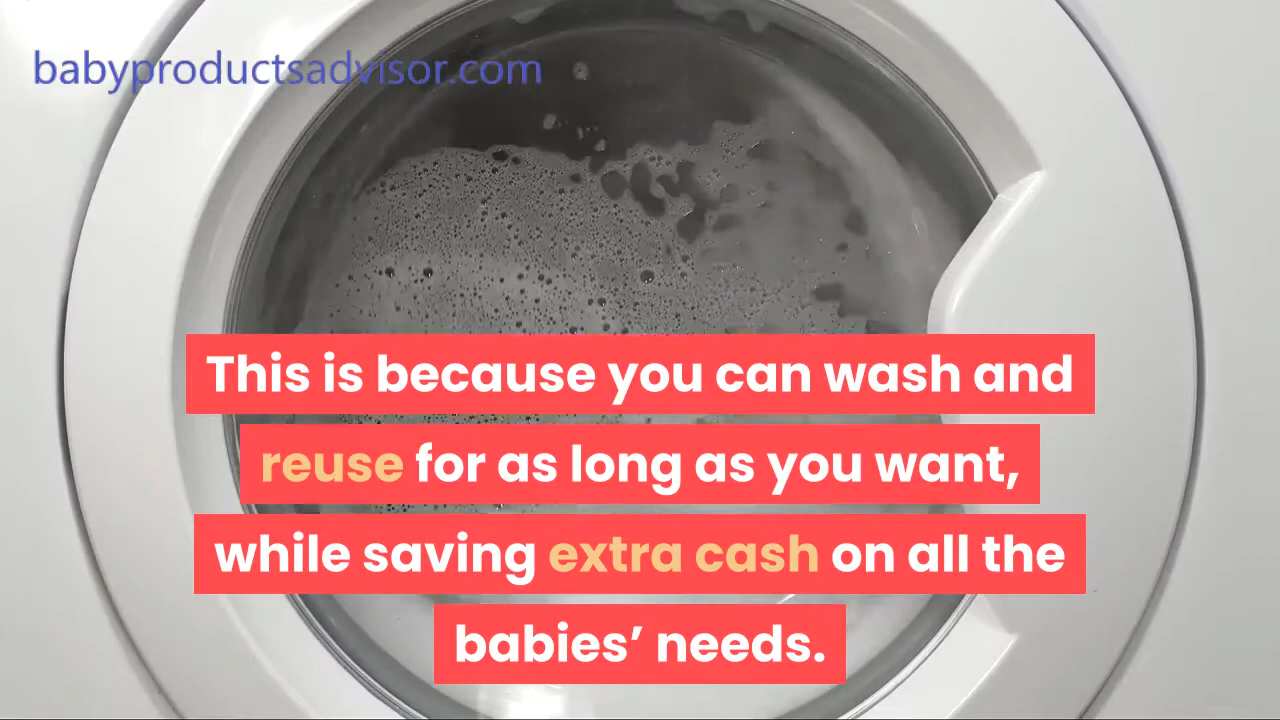 babyproductsadvisor.com
This is because you can wash and
reuse for as long as you want,
while saving extra cash on all the
babies’ needs.